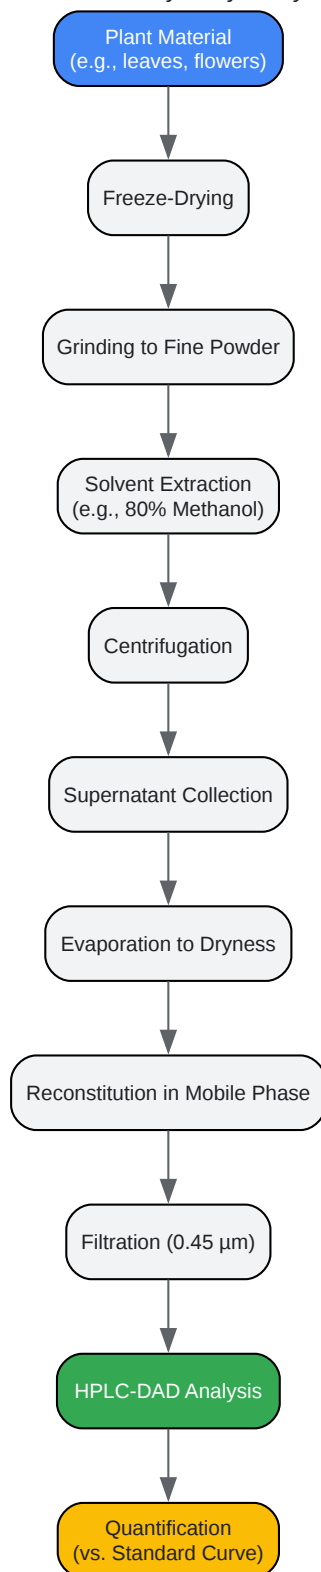 Plant Material
(e.g., leaves, flowers)
Freeze-Drying
Grinding to Fine Powder
Solvent Extraction
(e.g., 80% Methanol)
Centrifugation
Supernatant Collection
Evaporation to Dryness
Reconstitution in Mobile Phase
Filtration (0.45 µm)
HPLC-DAD Analysis
Quantification
(vs. Standard Curve)